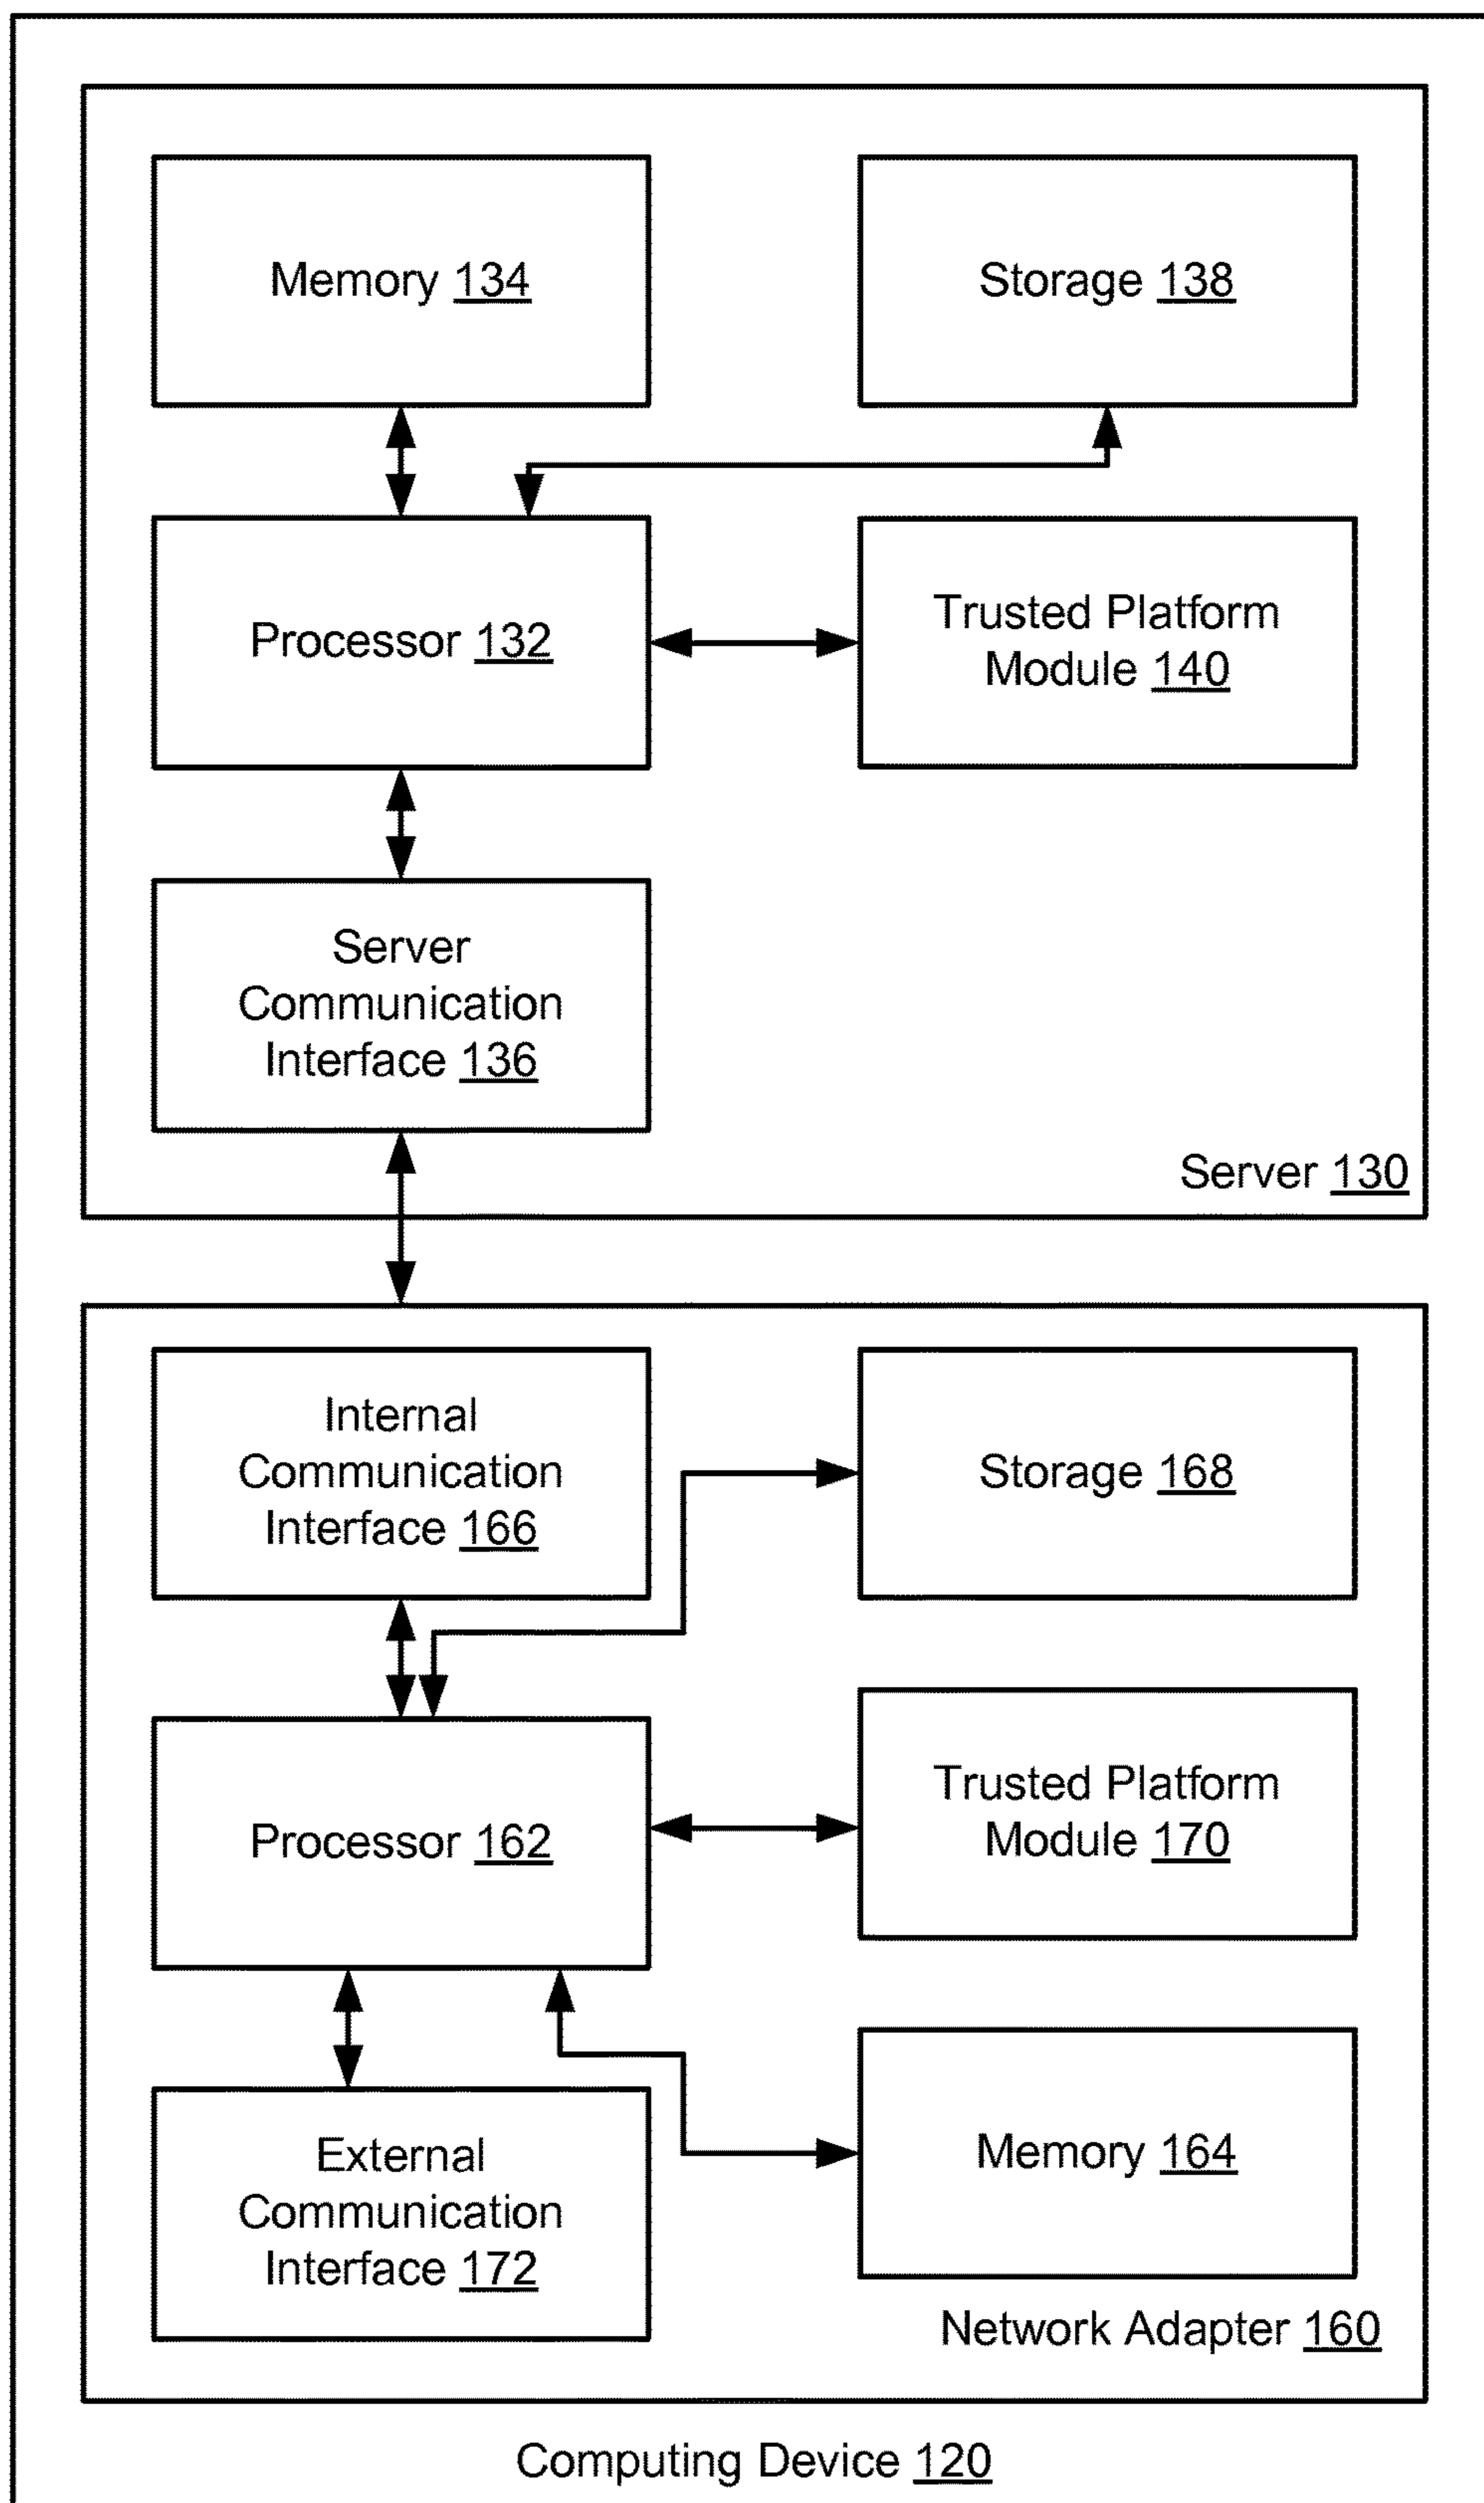 Memory 134
Storage 138
Processor 132
Trusted Platform
Module 140
Server
Communication
Interface 136
Server 130
Internal
Communication
Interface 166
Storage 168
Processor 162
Trusted Platform
Module 170
External
Communication
Interface 172
Memory 164
Network Adapter 160
Computing Device 120